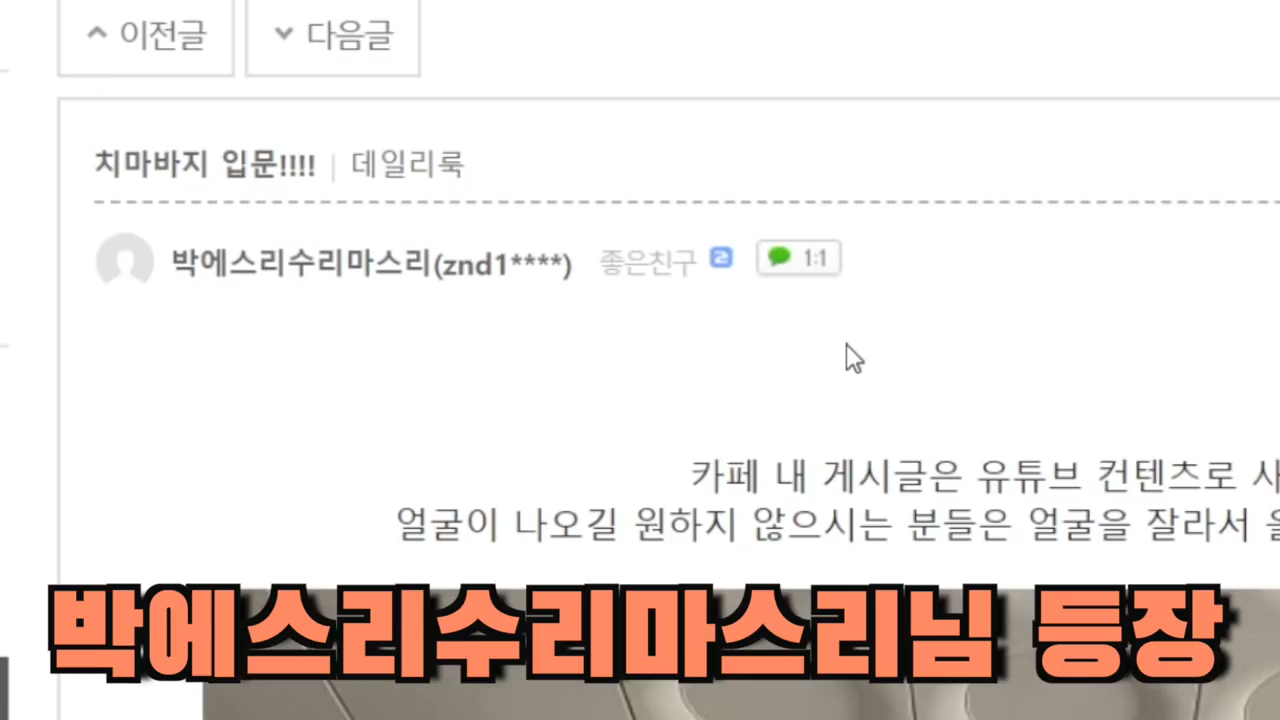 이전글 다음글
치마바지 입문!!!! | 데일리룩
박에스리수리마스리(znd1****) 좋은친구 1:1
카페 내 게시글은 유튜브 컨텐츠로 사
얼굴이 나오길 원하지 않으시는 분들은 얼굴을 잘라서
박에스리수리마스리님 등장